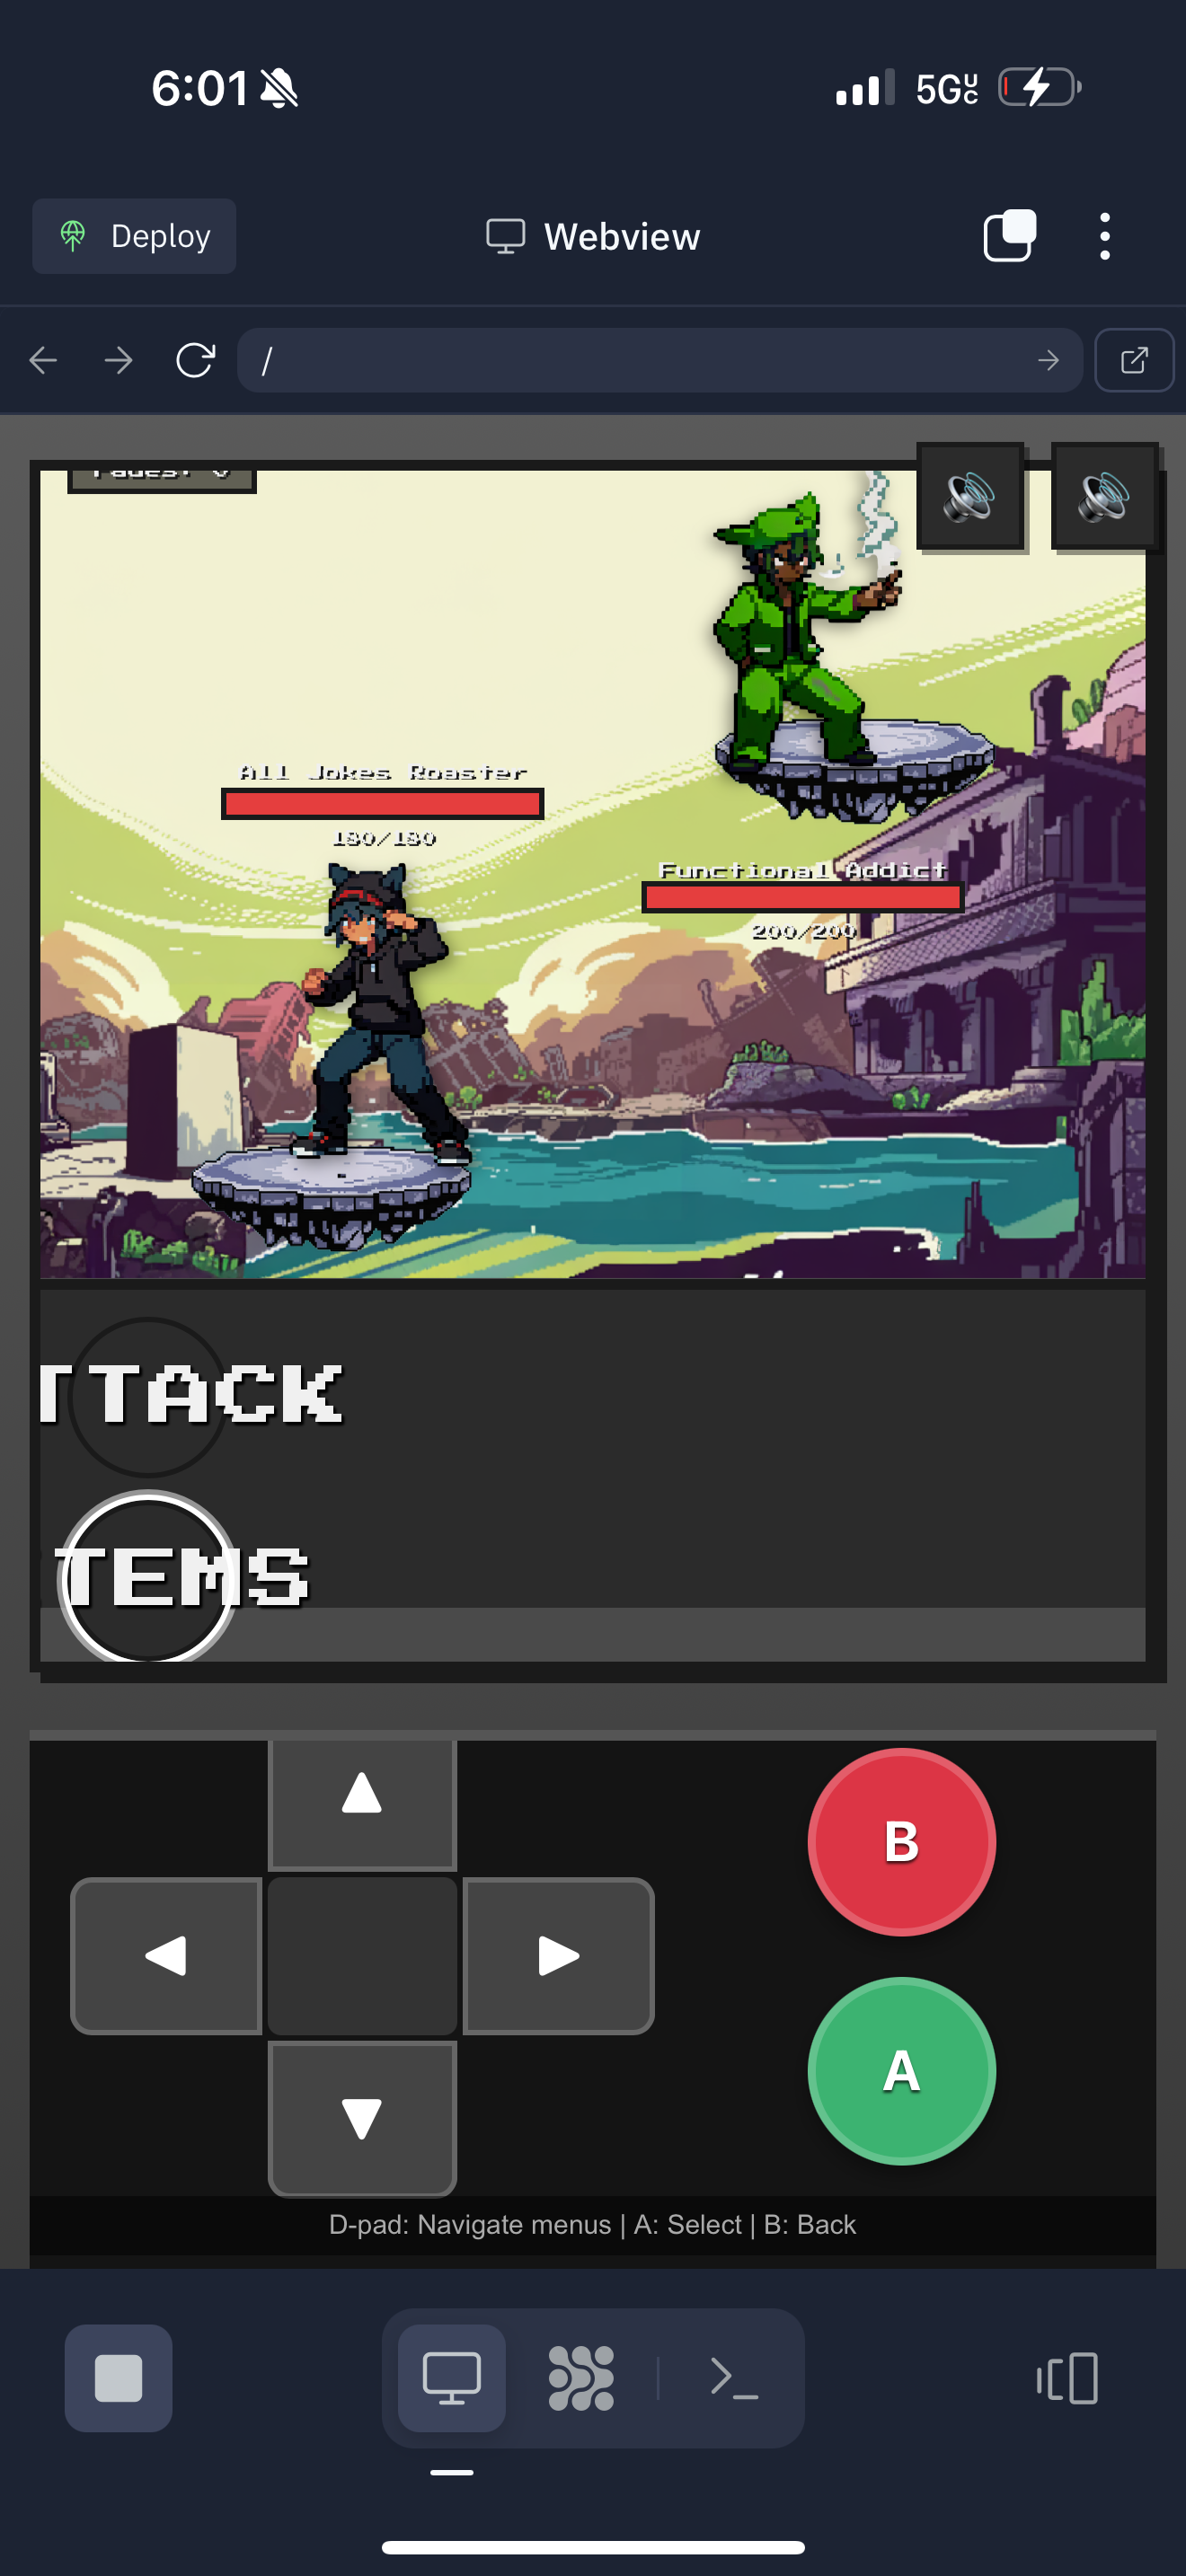 6:01
5G UC
Deploy
Webview
/
All Jokes Roaster
180/180
Functional Addict
200/200
TTACK
TEMS
B
A
D-pad: Navigate menus | A: Select | B: Back